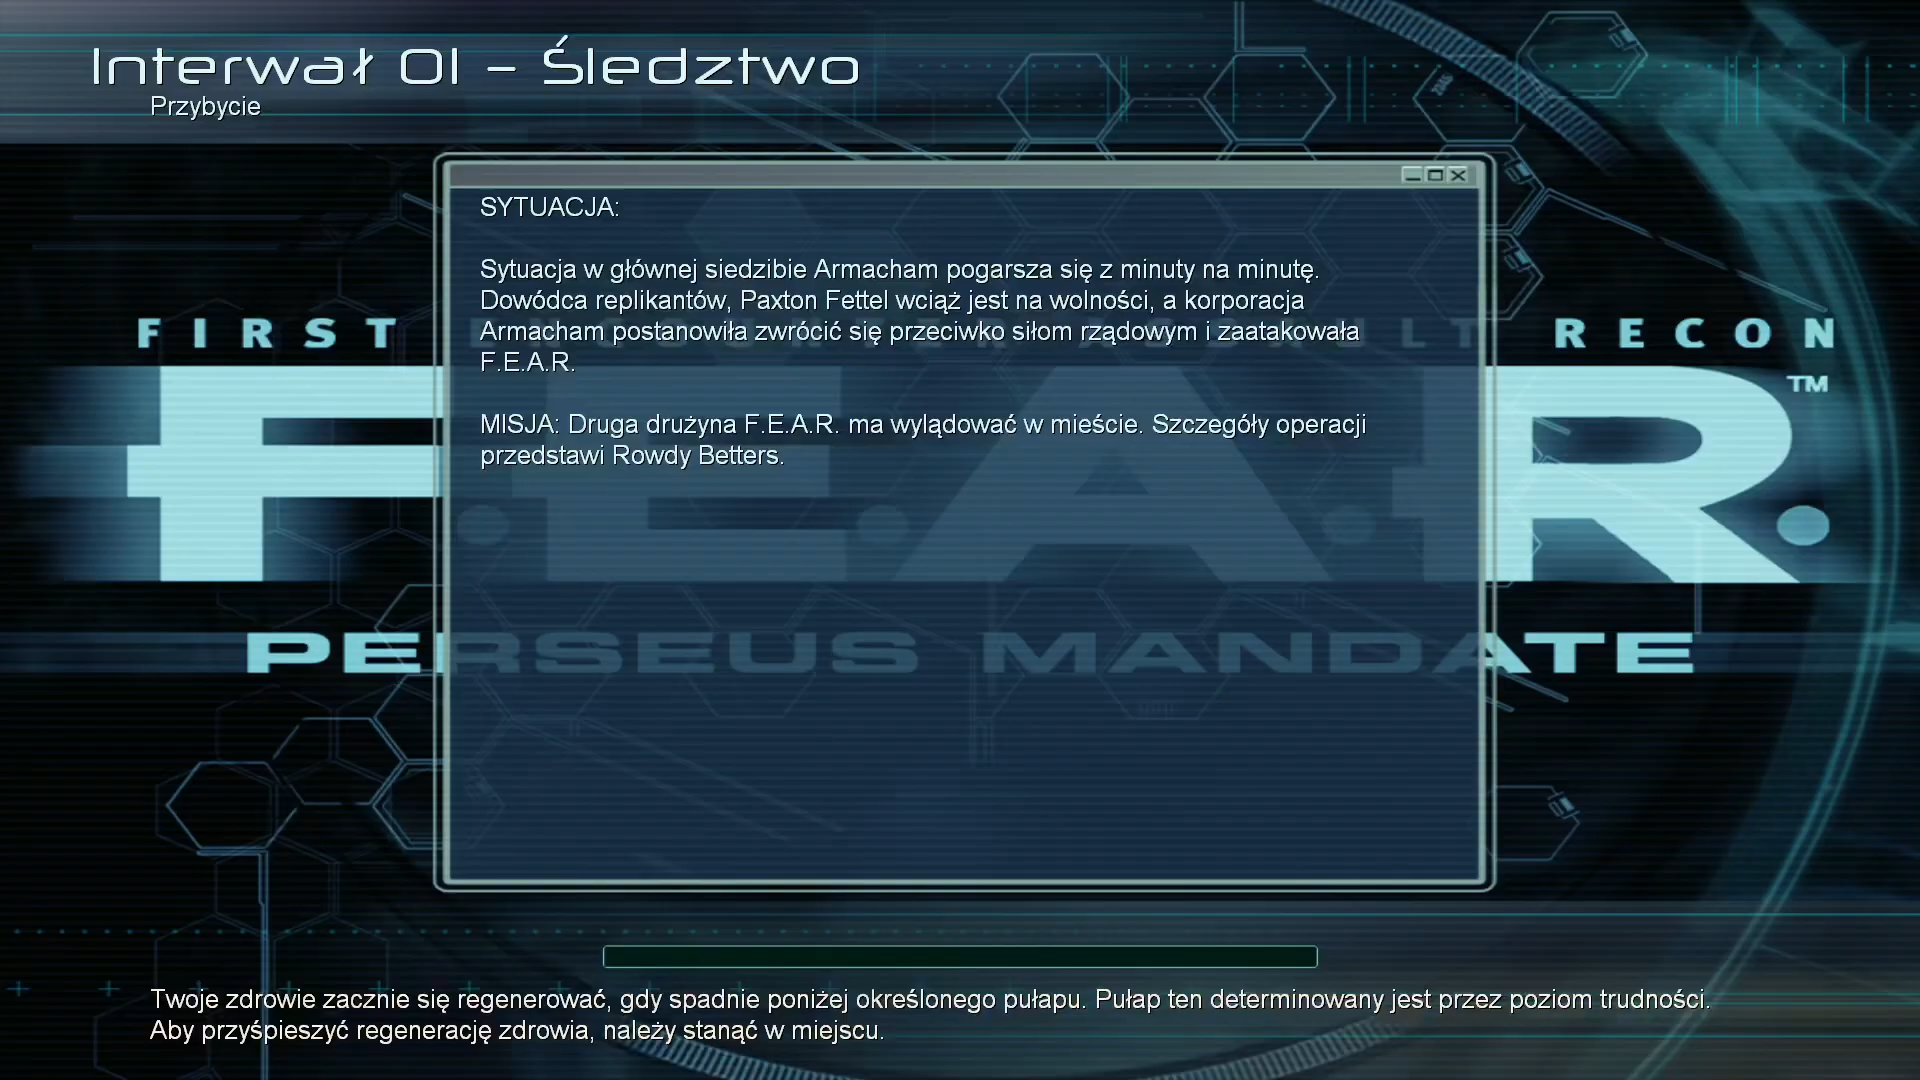 Interwał 01 - Śledztwo
Przybycie
SYTUACJA:
Sytuacja w głównej siedzibie Armacham pogarsza się z minuty na minutę.
Dowódca replikantów, Paxton Fettel wciąż jest na wolności, a korporacja
Armacham postanowiła zwrócić się przeciwko siłom rządowym i zaatakowała
F.E.A.R.
MISJA: Druga drużyna F.E.A.R. ma wylądować w mieście. Szczegóły operacji
przedstawi Rowdy Betters.
FIRST RECON
F.E.A.R.™
PERSEUS MANDATE
Twoje zdrowie zacznie się regenerować, gdy spadnie poniżej określonego pułapu. Pułap ten determinowany jest przez poziom trudności.
Aby przyśpieszyć regenerację zdrowia, należy stanąć w miejscu.